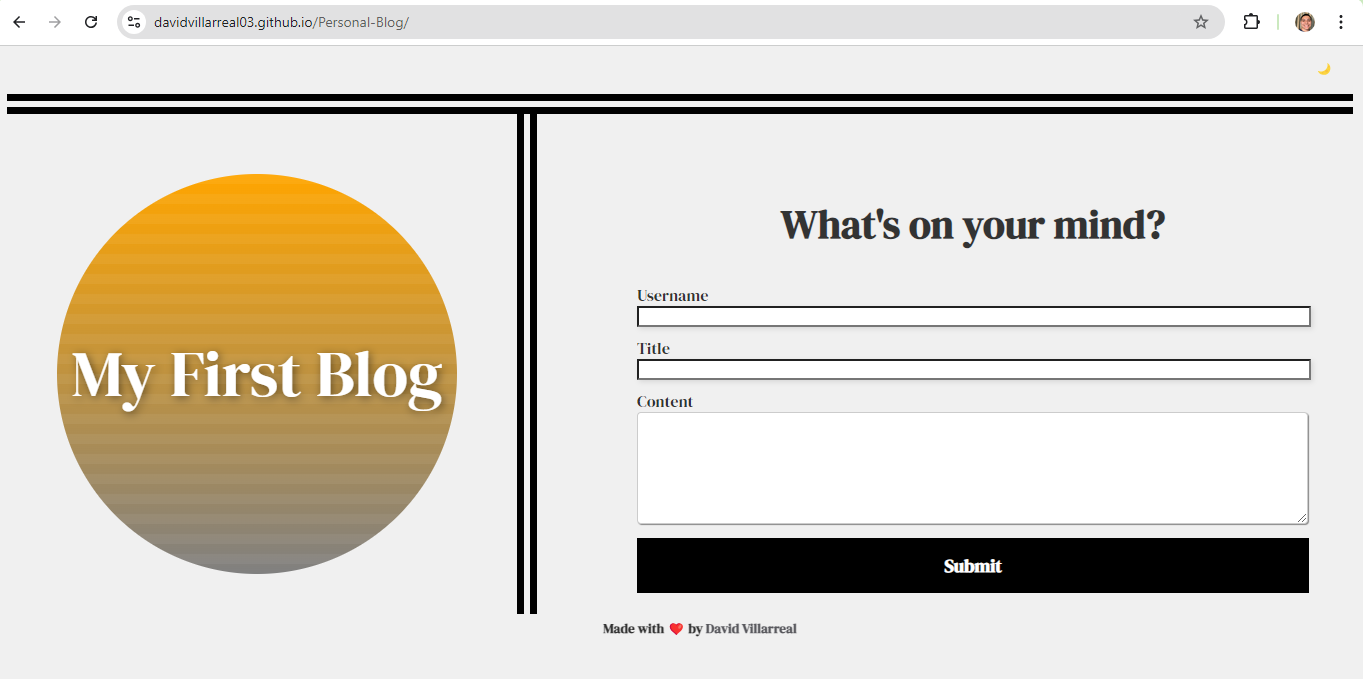 davidvillarreal03.github.io/Personal-Blog/
My First Blog
What's on your mind?
Username
Title
Content
Submit
Made with ❤️ by David Villarreal